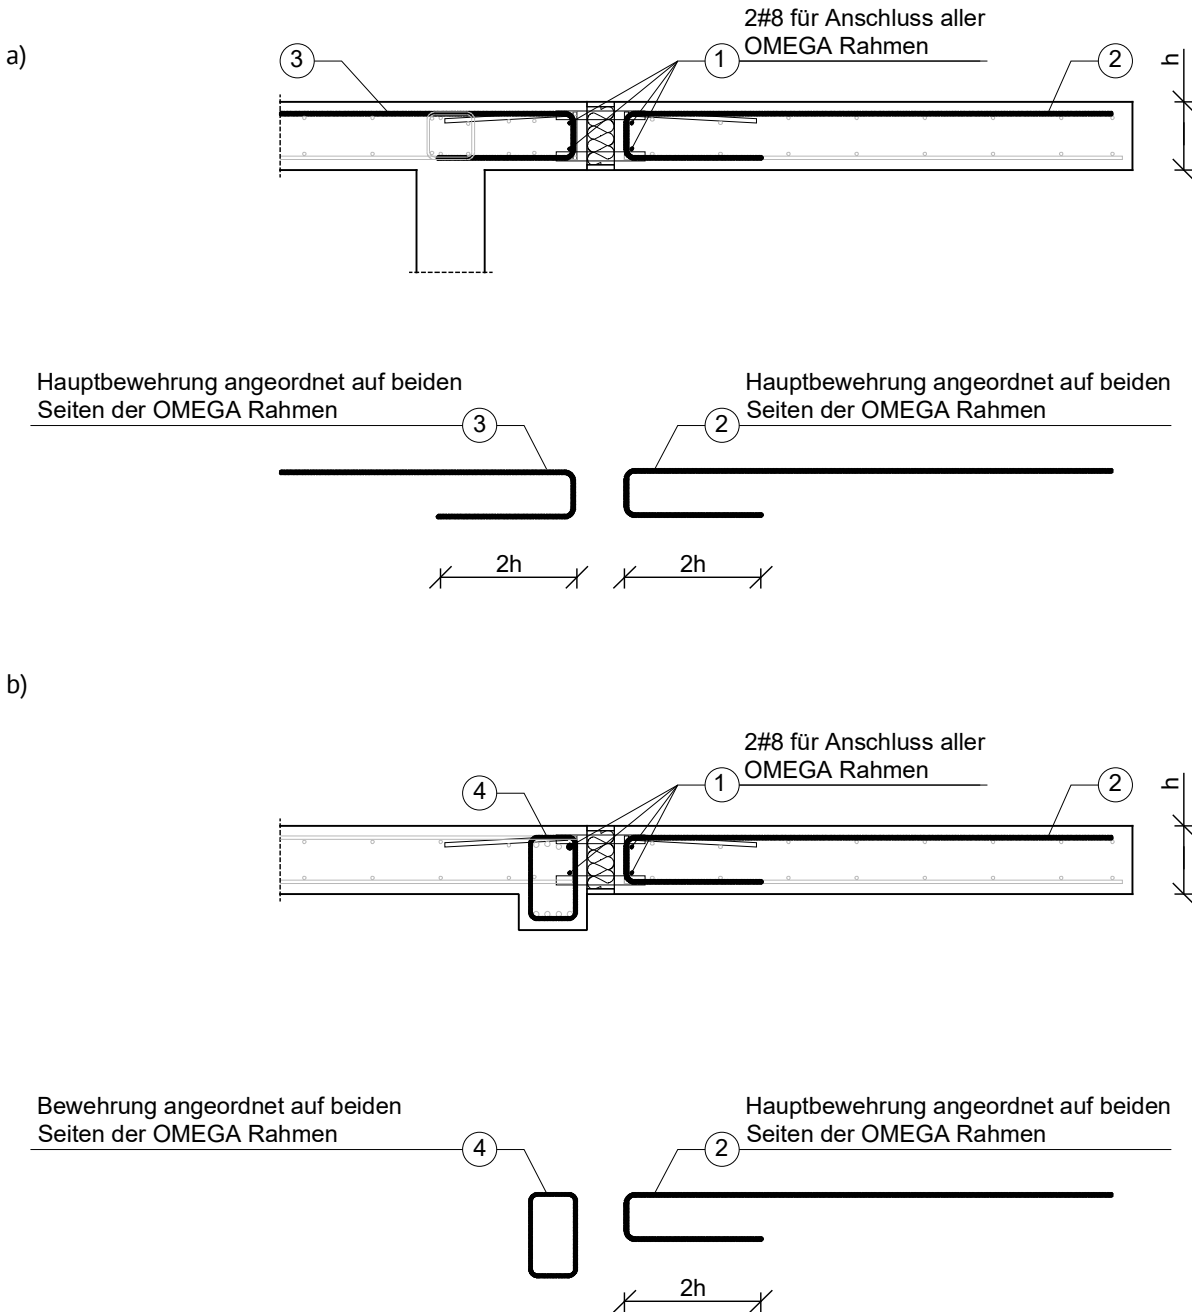 a)
2#8 für Anschluss aller
OMEGA Rahmen
3
1
2
h
Hauptbewehrung angeordnet auf beiden
Seiten der OMEGA Rahmen
3
Hauptbewehrung angeordnet auf beiden
Seiten der OMEGA Rahmen
2
2h
2h
b)
2#8 für Anschluss aller
OMEGA Rahmen
4
1
2
h
Bewehrung angeordnet auf beiden
Seiten der OMEGA Rahmen
4
Hauptbewehrung angeordnet auf beiden
Seiten der OMEGA Rahmen
2
2h